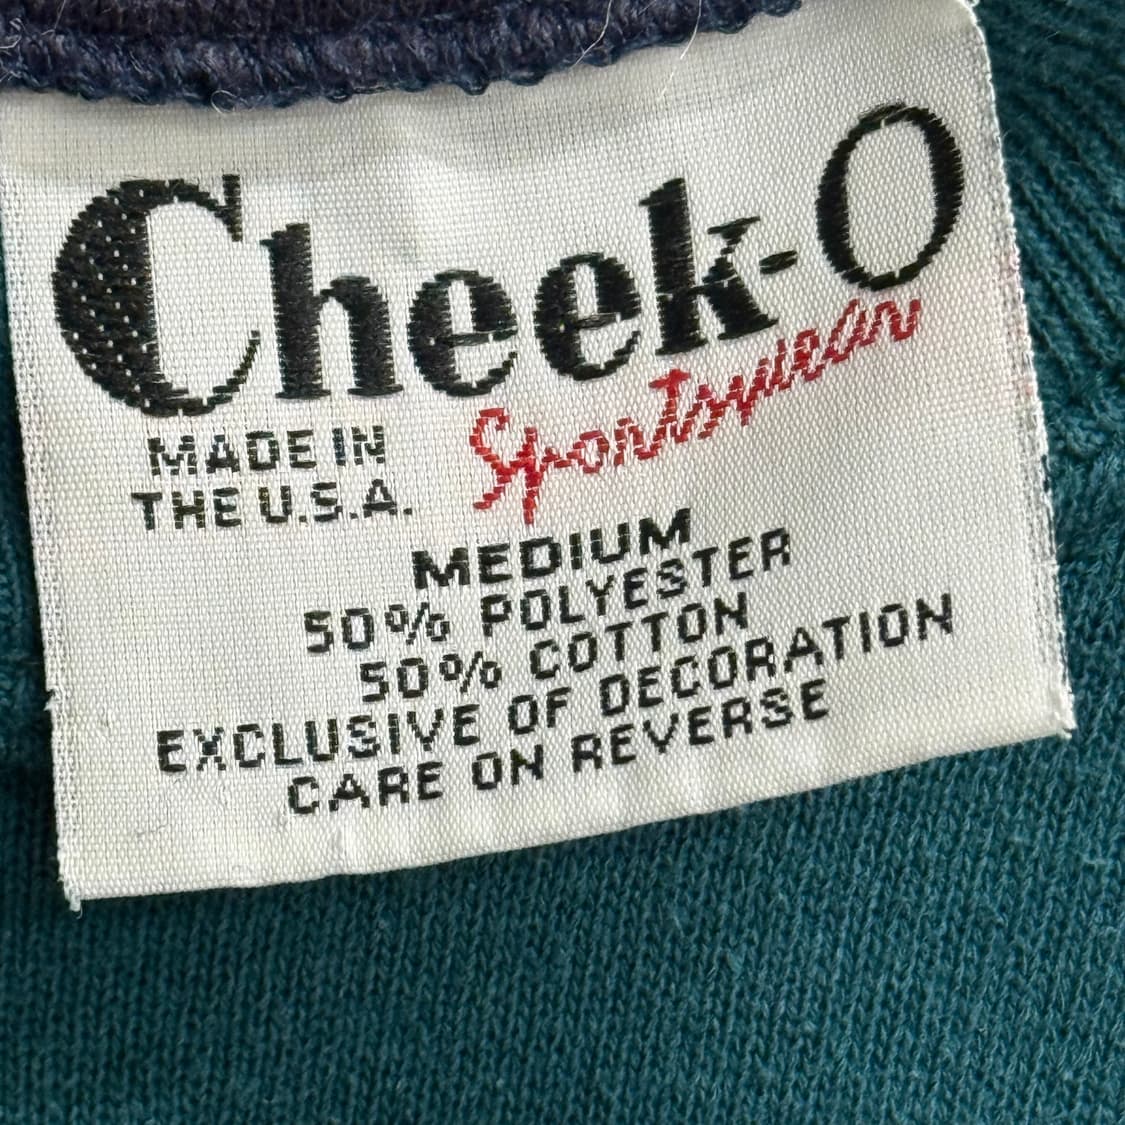 Cheek-O
Sportswear
MADE IN
THE U.S.A.
MEDIUM
50% POLYESTER
50% COTTON
EXCLUSIVE OF DECORATION
CARE ON REVERSE